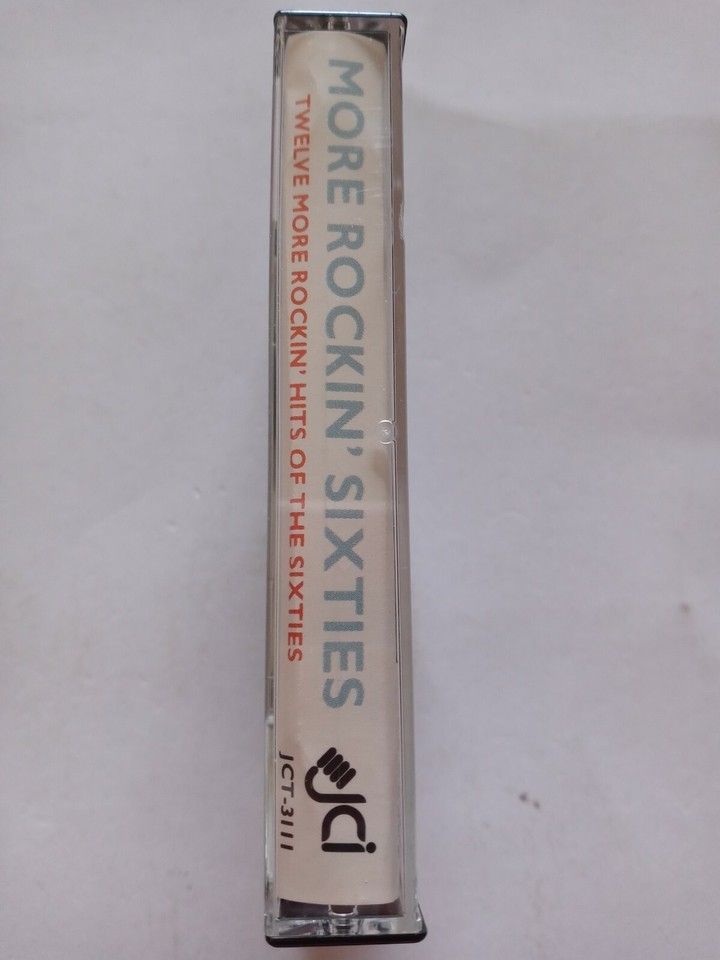 MORE ROCKIN' SIXTIES
TWELVE MORE ROCKIN' HITS OF THE SIXTIES
JCi
JCT-3111